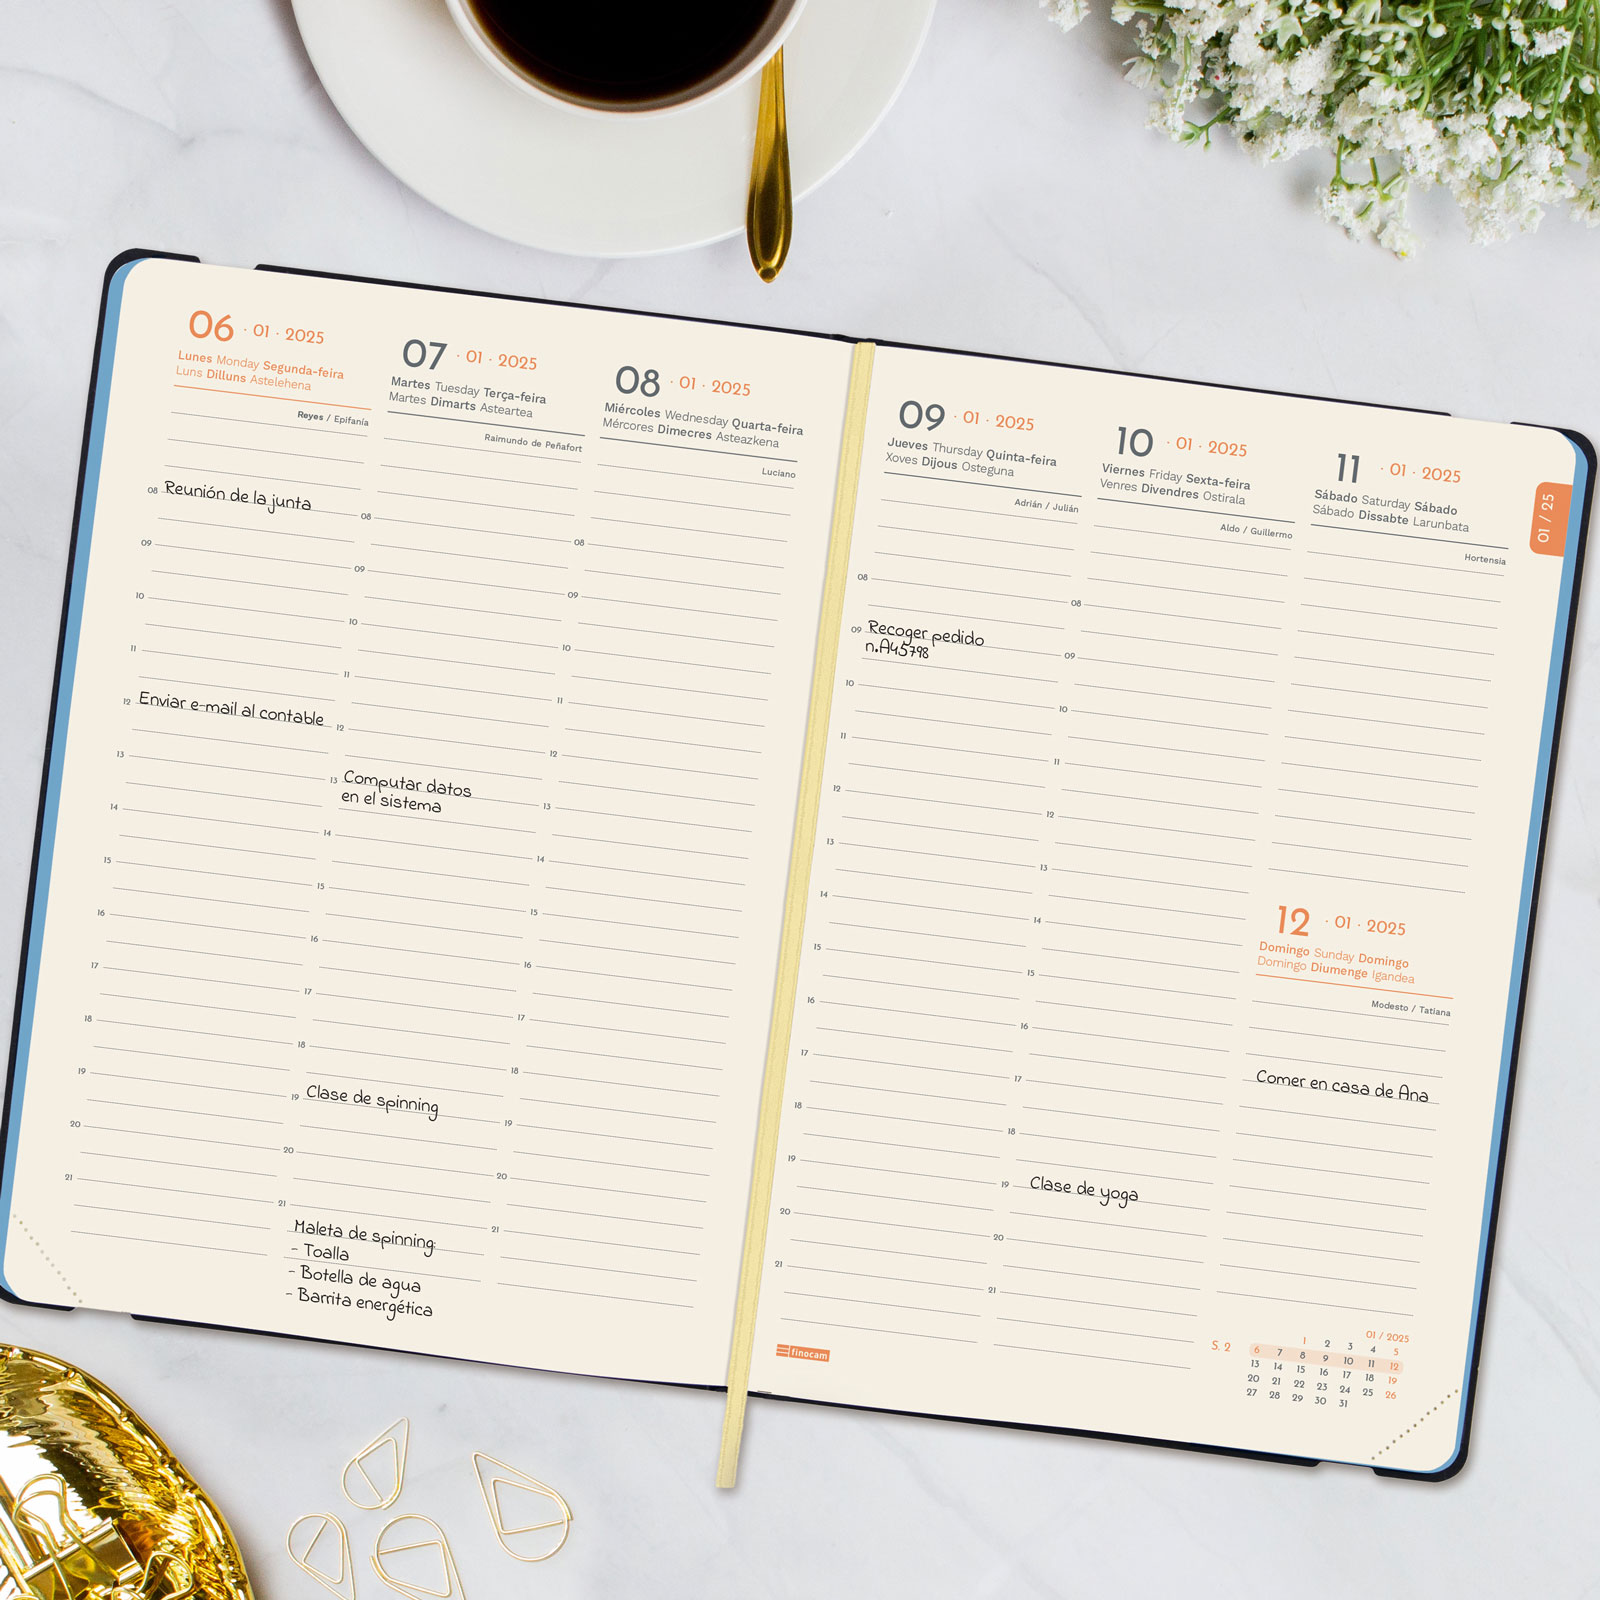 06 · 01 · 2025
Lunes Monday Segunda-feira
Luns Dilluns Astelehena
Reyes / Epifanía
08 Reunión de la junta
09
10
11
12 Enviar e-mail al contable
13
14
15
16
17
18
19
20
21
07 · 01 · 2025
Martes Tuesday Terça-feira
Martes Dimarts Asteartea
Raimundo de Peñafort
08
09
10
11
12
13 Computar datos
en el sistema
14
15
16
17
18
19 Clase de spinning
20
21
Maleta de spinning:
- Toalla
- Botella de agua
- Barrita energética
08 · 01 · 2025
Miércoles Wednesday Quarta-feira
Mércores Dimecres Asteazkena
Luciano
08
09
10
11
12
13
14
15
16
17
18
19
20
21
09 · 01 · 2025
Jueves Thursday Quinta-feira
Xoves Dijous Osteguna
Adrián / Julián
08
09 Recoger pedido
n.A45798
10
11
12
13
14
15
16
17
18
19
20
21
finocam
10 · 01 · 2025
Viernes Friday Sexta-feira
Venres Divendres Ostirala
Aldo / Guillermo
08
09
10
11
12
13
14
15
16
17
18
19 Clase de yoga
20
21
11 · 01 · 2025
Sábado Saturday Sábado
Sábado Dissabte Larunbata
Hortensia
12 · 01 · 2025
Domingo Sunday Domingo
Domingo Diumenge Igandea
Modesto / Tatiana
Comer en casa de Ana
01 / 2025
1 2 3 4 5
S. 2 6 7 8 9 10 11 12
13 14 15 16 17 18 19
20 21 22 23 24 25 26
27 28 29 30 31
01 / 25